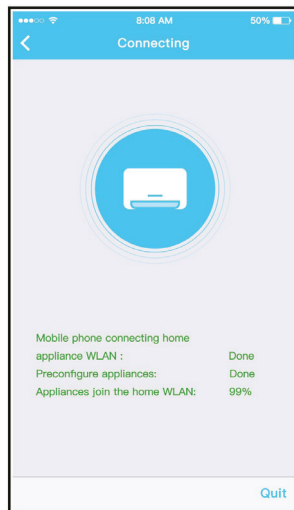 8:08 AM
50%
Connecting
Mobile phone connecting home
appliance WLAN : Done
Preconfigure appliances: Done
Appliances join the home WLAN: 99%
Quit